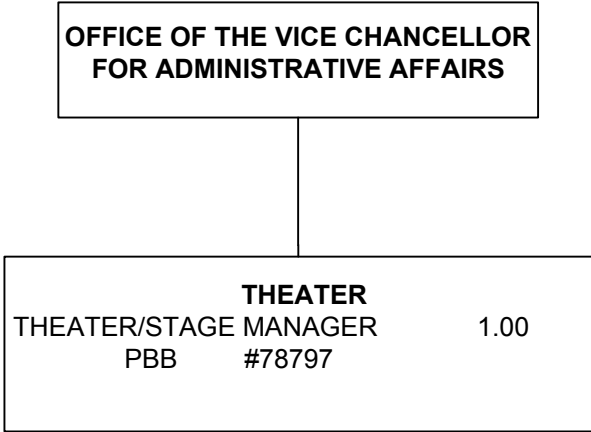 OFFICE OF THE VICE CHANCELLOR
FOR ADMINISTRATIVE AFFAIRS
THEATER
THEATER/STAGE MANAGER 1.00
PBB #78797